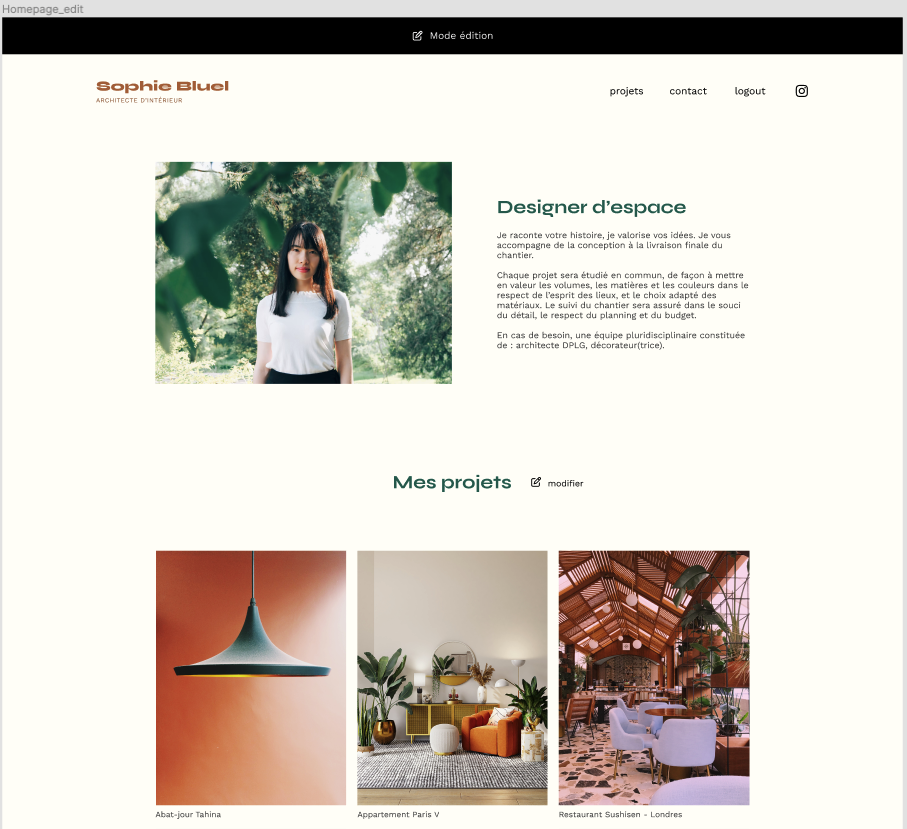 Homepage_edit
Mode édition
Sophie Bluel
ARCHITECTE D'INTÉRIEUR
projets contact logout
Designer d’espace
Je raconte votre histoire, je valorise vos idées. Je vous
accompagne de la conception à la livraison finale du
chantier.
Chaque projet sera étudié en commun, de façon à mettre
en valeur les volumes, les matières et les couleurs dans le
respect de l’esprit des lieux, et le choix adapté des
matériaux. Le suivi du chantier sera assuré dans le souci
du détail, le respect du planning et du budget.
En cas de besoin, une équipe pluridisciplinaire constituée
de : architecte DPLG, décorateur(trice).
Mes projets modifier
Abat-jour Tahina
Appartement Paris V
Restaurant Sushisen - Londres